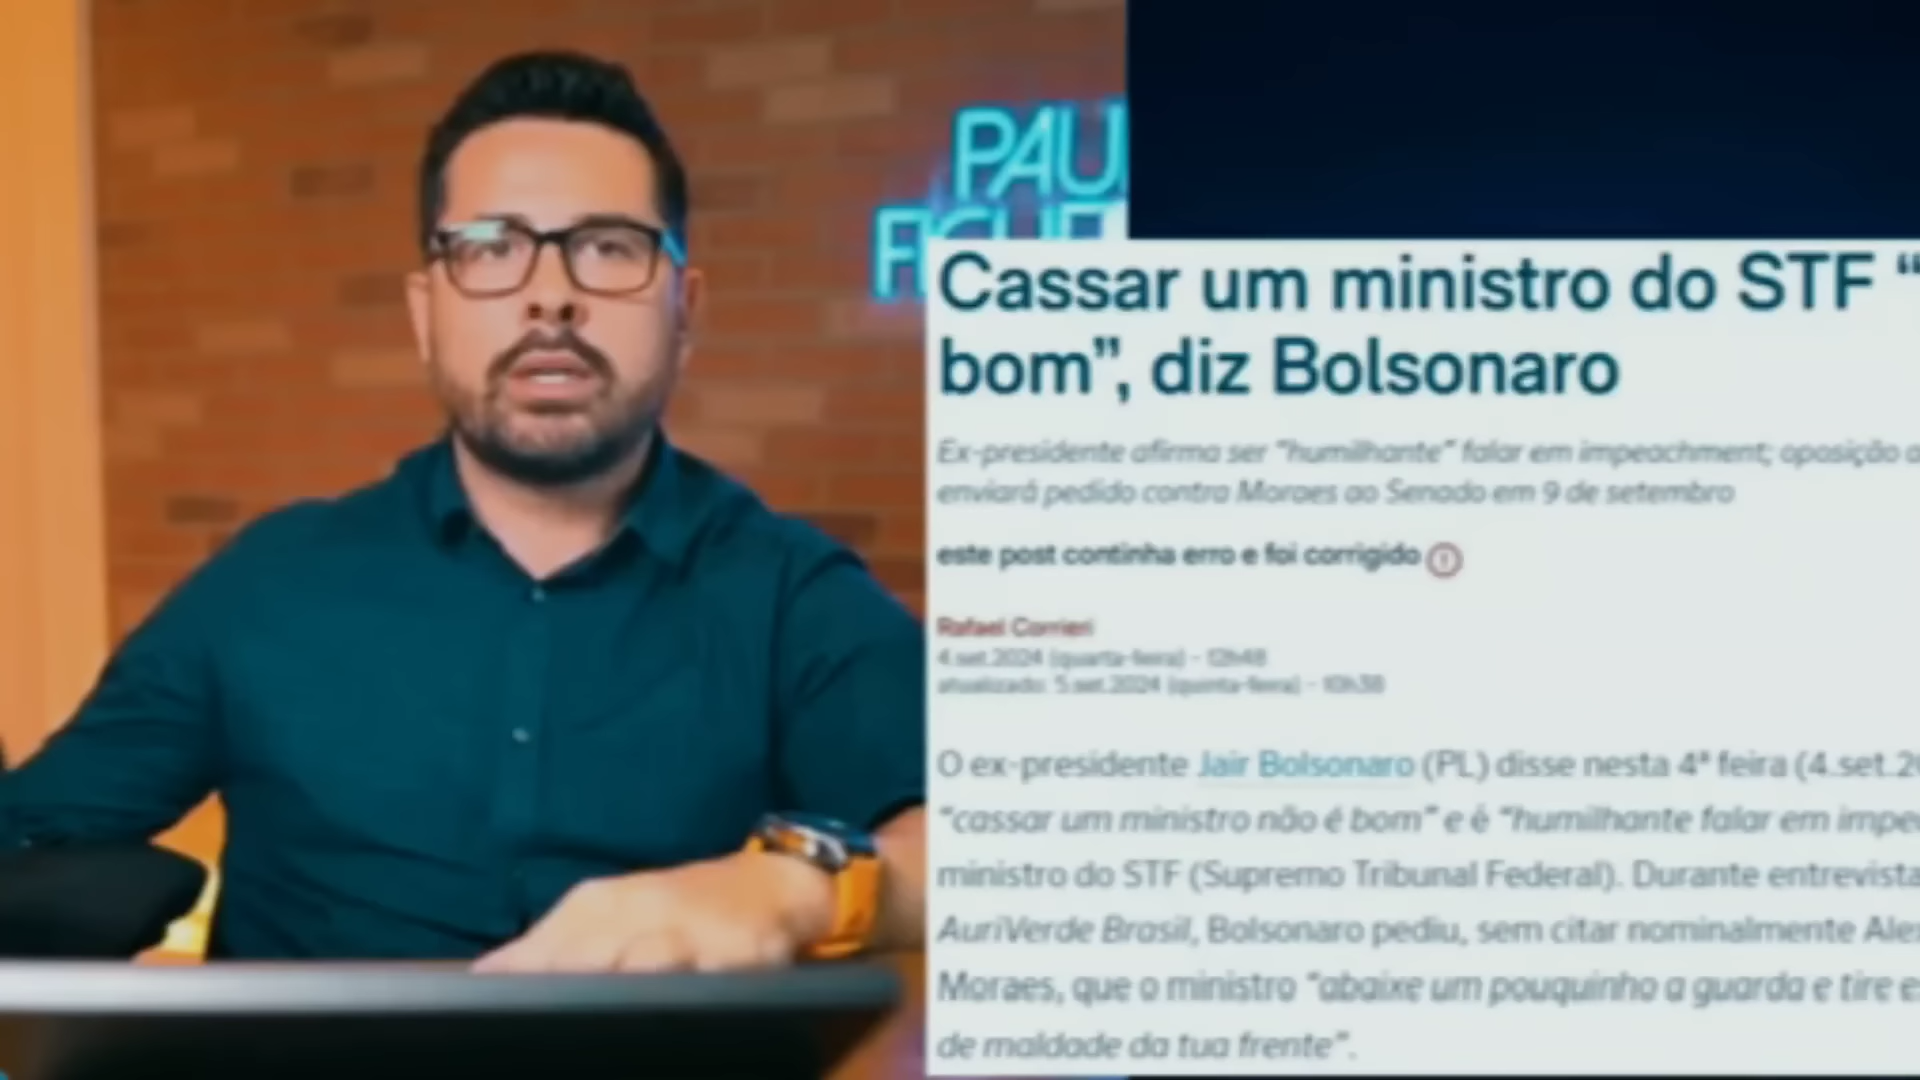 PAU
FIGUE
Cassar um ministro do STF “
bom”, diz Bolsonaro
Ex-presidente afirma ser “humilhante” falar em impeachment; oposição a
enviará pedido contra Moraes ao Senado em 9 de setembro
este post continha erro e foi corrigido
Rafael Corrieri
4.set.2024 (quarta-feira) - 12h48
atualizado: 5.set.2024 (quinta-feira) - 10h38
O ex-presidente Jair Bolsonaro (PL) disse nesta 4ª feira (4.set.20
“cassar um ministro não é bom” e é “humilhante falar em impe
ministro do STF (Supremo Tribunal Federal). Durante entrevista
AuriVerde Brasil, Bolsonaro pediu, sem citar nominalmente Ale
Moraes, que o ministro “abaixe um pouquinho a guarda e tire e
de maldade da tua frente”.